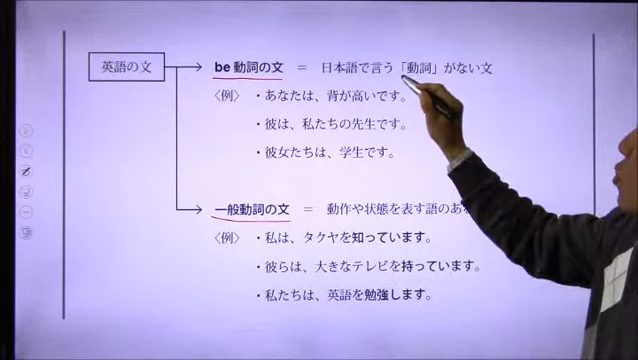 英語の文
be 動詞の文 ＝ 日本語で言う「動詞」がない文
〈例〉 ・あなたは、背が高いです。
・彼は、私たちの先生です。
・彼女たちは、学生です。
一般動詞の文 ＝ 動作や状態を表す語のある
〈例〉 ・私は、タクヤを知っています。
・彼らは、大きなテレビを持っています。
・私たちは、英語を勉強します。